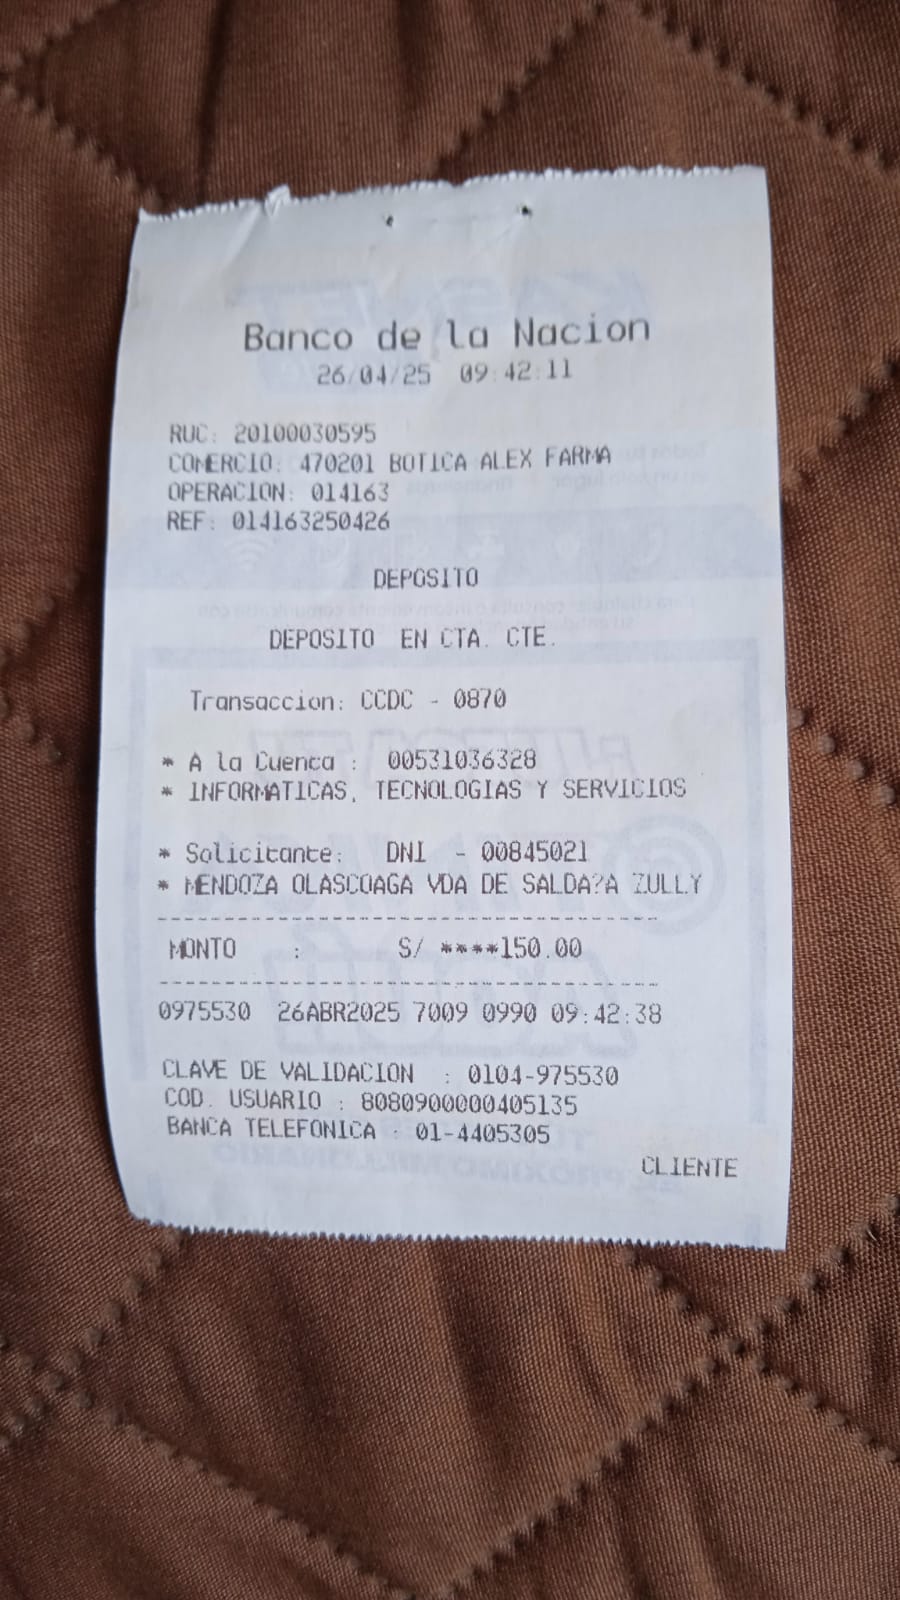 Banco de la Nacion
26/04/25 09:42:11
RUC: 20100030595
COMERCIO: 470201 BOTICA ALEX FARMA
OPERACION: 014163
REF: 014163250426
DEPOSITO
DEPOSITO EN CTA. CTE.
Transaccion: CCDC - 0870
* A la Cuenta : 00531036328
* INFORMATICAS, TECNOLOGIAS Y SERVICIOS
* Solicitante: DNI - 00845021
* MENDOZA OLASCOAGA VDA DE SALDA?A ZULLY
MONTO : S/ ****150.00
0975530 26ABR2025 7009 0990 09:42:38
CLAVE DE VALIDACION : 0104-975530
COD. USUARIO : 8080900000405135
BANCA TELEFONICA : 01-4405305
CLIENTE